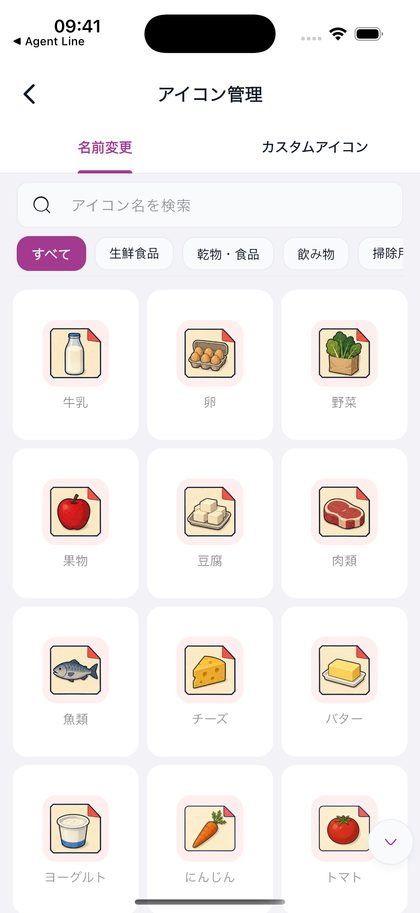 09:41
◀ Agent Line
アイコン管理
名前変更 カスタムアイコン
アイコン名を検索
すべて 生鮮食品 乾物・食品 飲み物 掃除用
牛乳 卵 野菜
果物 豆腐 肉類
魚類 チーズ バター
ヨーグルト にんじん トマト